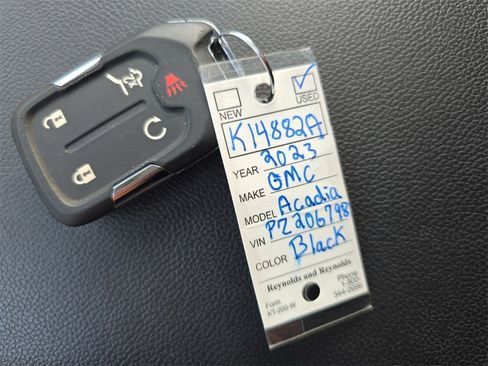 NEW USED
K14882A
YEAR 2023
MAKE GMC
MODEL Acadia
VIN PZ206798
COLOR Black
Reynolds and Reynolds
Form
KT-200-W
Phone
1-800-
344-0996